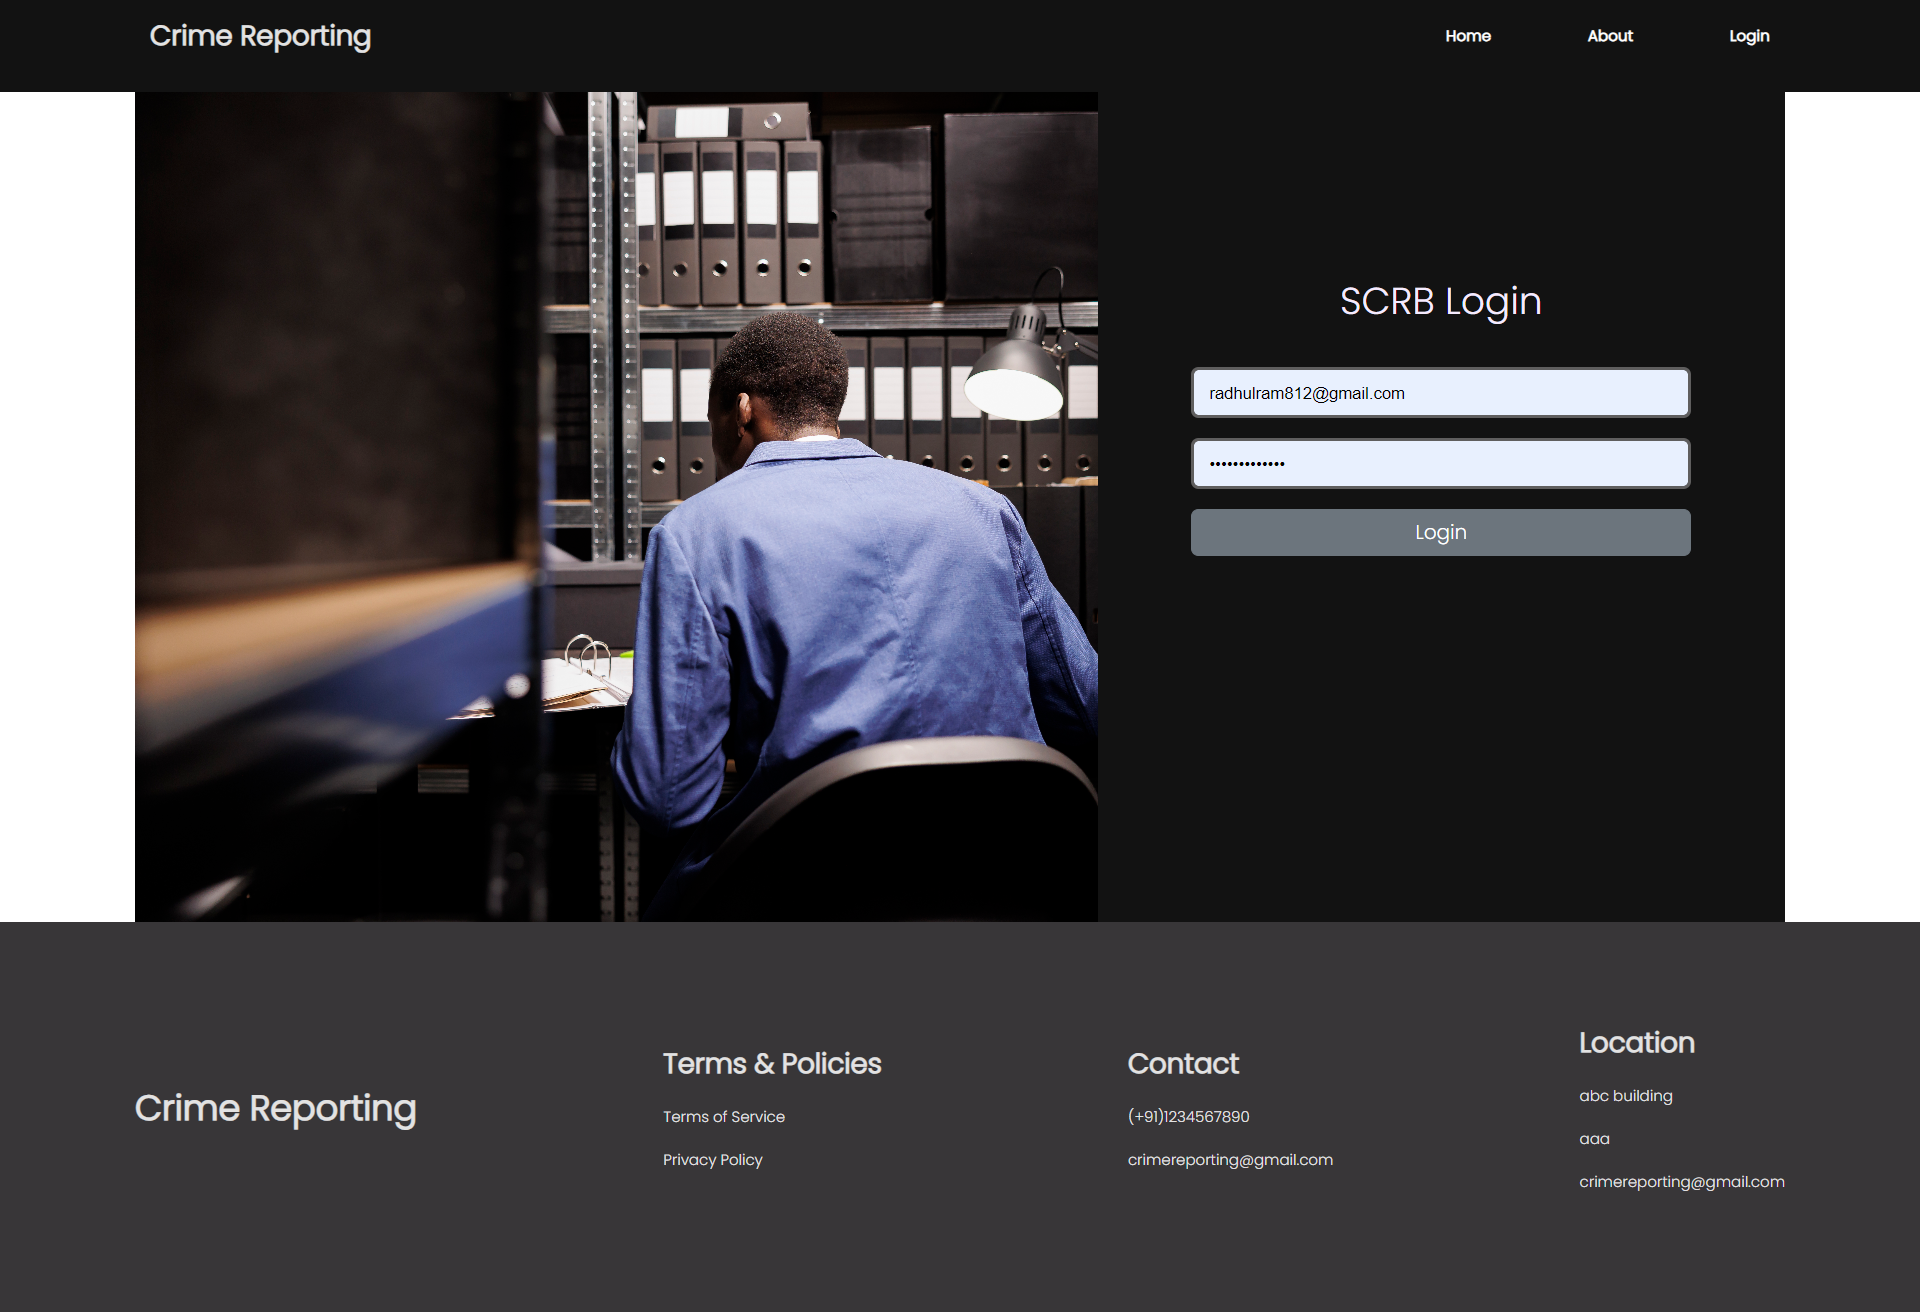 Crime Reporting
Home
About
Login
SCRB Login
radhulram812@gmail.com
•••••••••••••
Login
Crime Reporting
Terms & Policies
Terms of Service
Privacy Policy
Contact
(+91)1234567890
crimereporting@gmail.com
Location
abc building
aaa
crimereporting@gmail.com